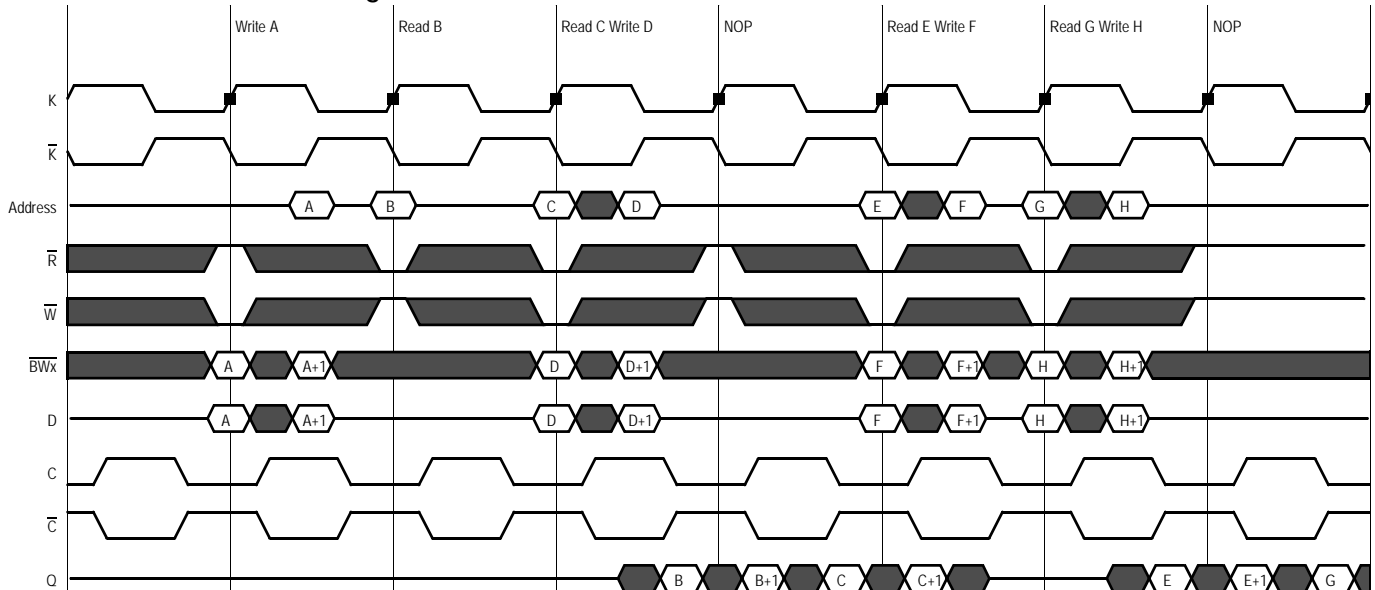 Write A Read B Read C Write D NOP Read E Write F Read G Write H NOP
K
K
Address A B C D E F G H
R
W
BWx A A+1 D D+1 F F+1 H H+1
D A A+1 D D+1 F F+1 H H+1
C
C
Q B B+1 C C+1 E E+1 G